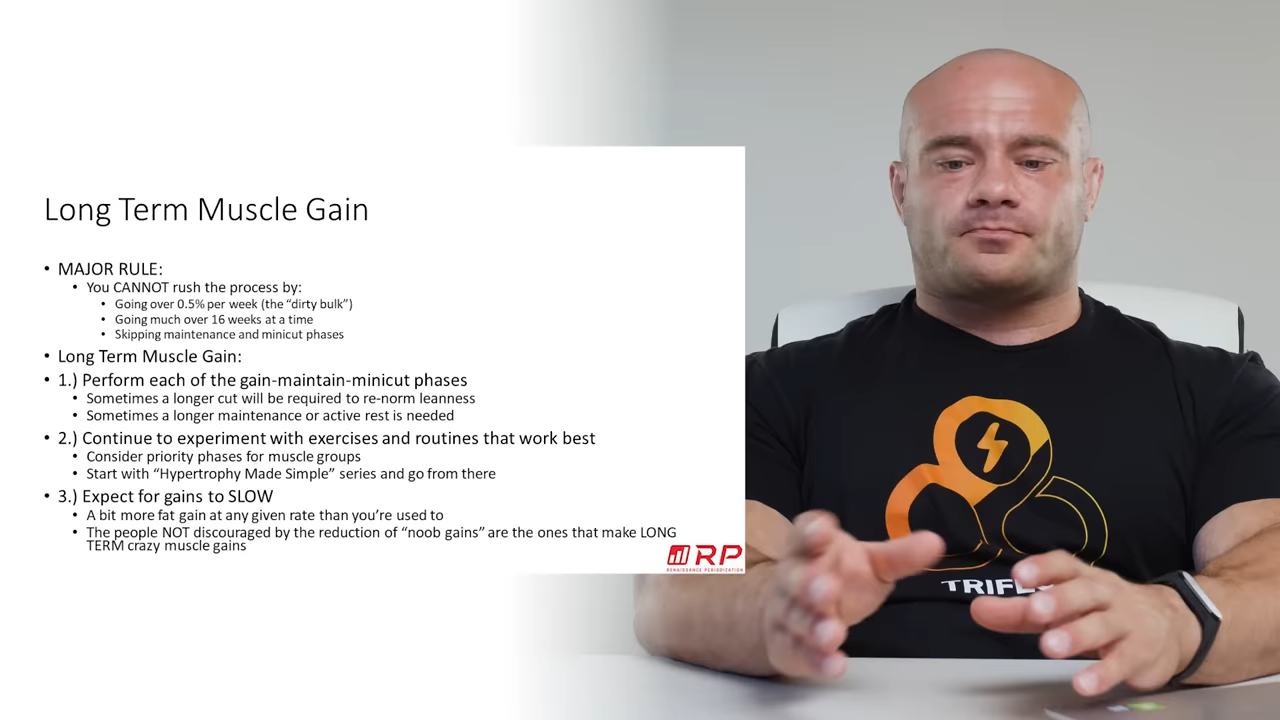 Long Term Muscle Gain
• MAJOR RULE:
• You CANNOT rush the process by:
• Going over 0.5% per week (the “dirty bulk”)
• Going much over 16 weeks at a time
• Skipping maintenance and minicut phases
• Long Term Muscle Gain:
• 1.) Perform each of the gain-maintain-minicut phases
• Sometimes a longer cut will be required to re-norm leanness
• Sometimes a longer maintenance or active rest is needed
• 2.) Continue to experiment with exercises and routines that work best
• Consider priority phases for muscle groups
• Start with “Hypertrophy Made Simple” series and go from there
• 3.) Expect for gains to SLOW
• A bit more fat gain at any given rate than you’re used to
• The people NOT discouraged by the reduction of “noob gains” are the ones that make LONG
TERM crazy muscle gains
RP
RENAISSANCE PERIODIZATION